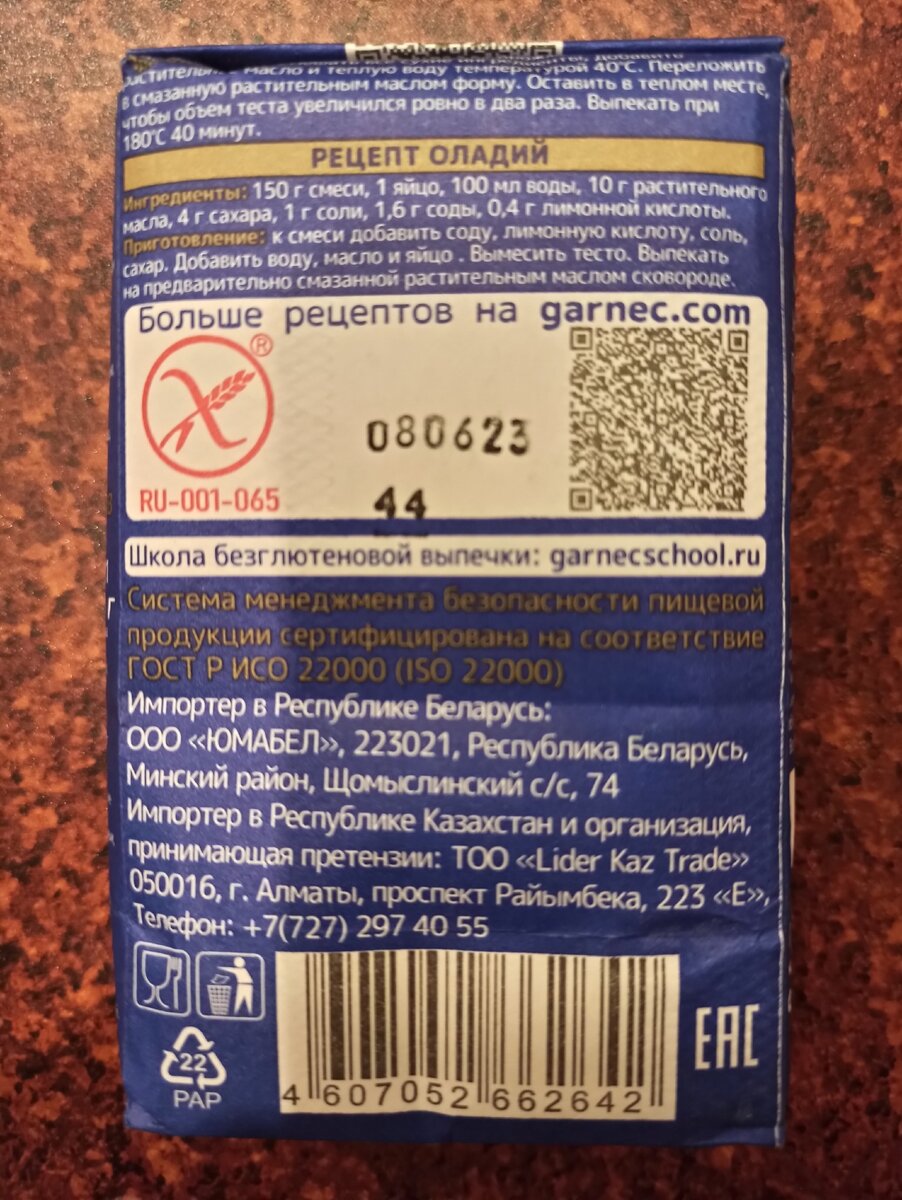 масло и теплую воду температурой 40°С. Переложить
в смазанную растительным маслом форму. Оставить в теплом месте,
чтобы объем теста увеличился ровно в два раза. Выпекать при
180°С 40 минут.
РЕЦЕПТ ОЛАДИЙ
Ингредиенты: 150 г смеси, 1 яйцо, 100 мл воды, 10 г растительного
масла, 4 г сахара, 1 г соли, 1,6 г соды, 0,4 г лимонной кислоты.
Приготовление: к смеси добавить соду, лимонную кислоту, соль,
сахар. Добавить воду, масло и яйцо . Вымесить тесто. Выпекать
на предварительно смазанной растительным маслом сковороде.
Больше рецептов на garnec.com
®
080623
RU-001-065
44
Школа безглютеновой выпечки: garnecschool.ru
Система менеджмента безопасности пищевой
продукции сертифицирована на соответствие
ГОСТ Р ИСО 22000 (ISO 22000)
Импортер в Республике Беларусь:
ООО «ЮМАБЕЛ», 223021, Республика Беларусь,
Минский район, Щомыслинский с/с, 74
Импортер в Республике Казахстан и организация,
принимающая претензии: ТОО «Lider Kaz Trade»
050016, г. Алматы, проспект Райымбека, 223 «Е»,
Телефон: +7(727) 297 40 55
22
PAP
4 607052 662642
EAC